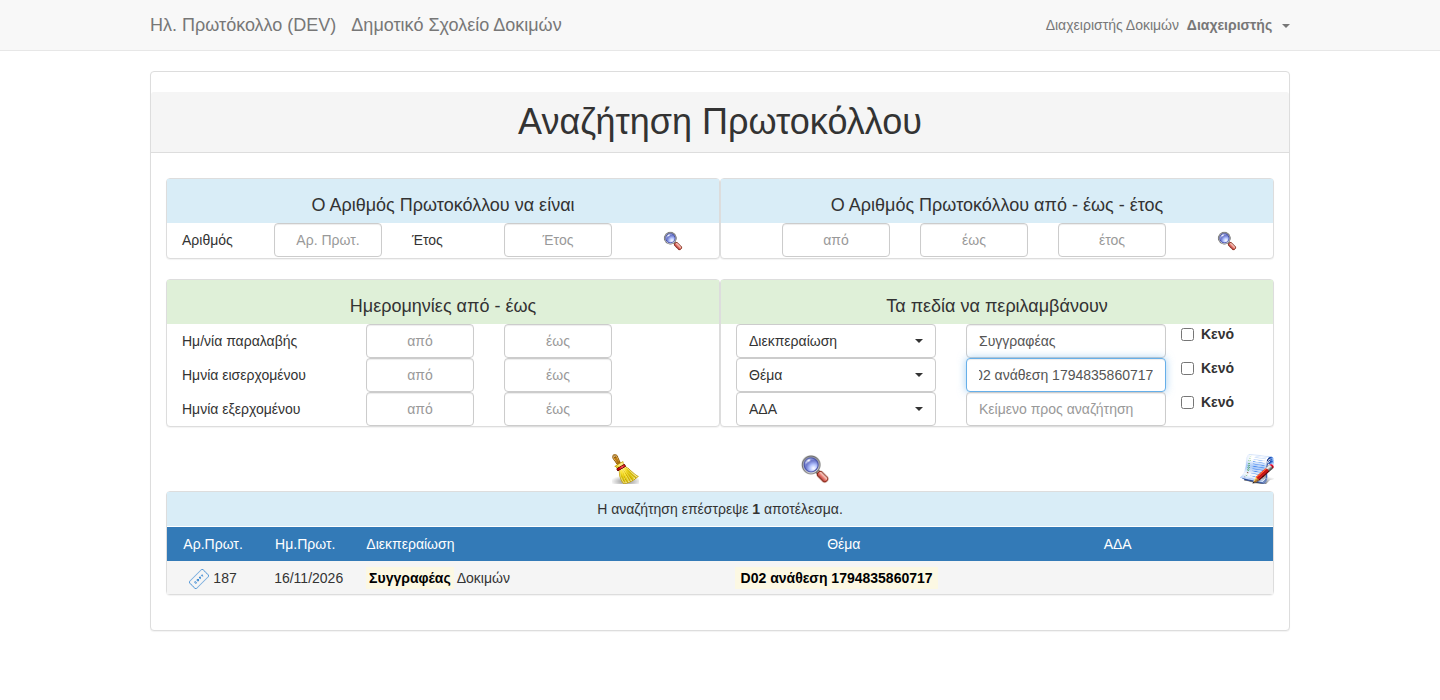 Ηλ. Πρωτόκολλο (DEV) Δημοτικό Σχολείο Δοκιμών Διαχειριστής Δοκιμών Διαχειριστής
Αναζήτηση Πρωτοκόλλου
Ο Αριθμός Πρωτοκόλλου να είναι
Αριθμός Αρ. Πρωτ. Έτος Έτος
Ο Αριθμός Πρωτοκόλλου από - έως - έτος
από έως έτος
Ημερομηνίες από - έως
Ημ/νία παραλαβής από έως
Ημνία εισερχομένου από έως
Ημνία εξερχομένου από έως
Τα πεδία να περιλαμβάνουν
Διεκπεραίωση Συγγραφέας Κενό
Θέμα 02 ανάθεση 1794835860717 Κενό
ΑΔΑ Κείμενο προς αναζήτηση Κενό
Η αναζήτηση επέστρεψε 1 αποτέλεσμα.
Αρ.Πρωτ. Ημ.Πρωτ. Διεκπεραίωση Θέμα ΑΔΑ
187 16/11/2026 Συγγραφέας Δοκιμών D02 ανάθεση 1794835860717